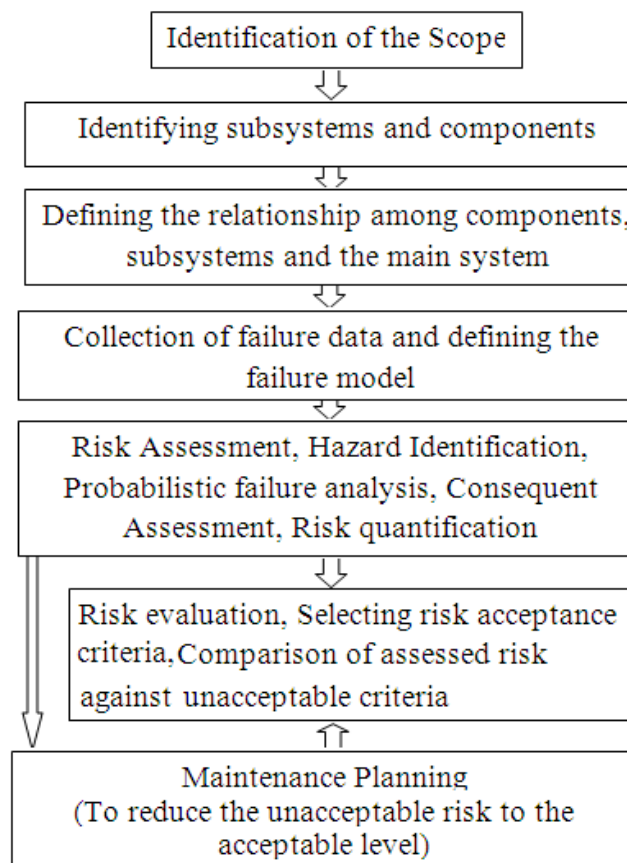 Identification of the Scope
Identifying subsystems and components
Defining the relationship among components,
subsystems and the main system
Collection of failure data and defining the
failure model
Risk Assessment, Hazard Identification,
Probabilistic failure analysis, Consequent
Assessment, Risk quantification
Risk evaluation, Selecting risk acceptance
criteria,Comparison of assessed risk
against unacceptable criteria
Maintenance Planning
(To reduce the unacceptable risk to the
acceptable level)